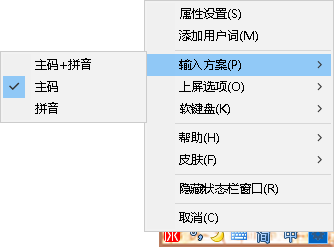 属性设置(S)
添加用户词(M)
输入方案(P)
上屏选项(O)
软键盘(K)
帮助(H)
皮肤(F)
隐藏状态栏窗口(R)
取消(C)
主码+拼音
主码
拼音
简 中